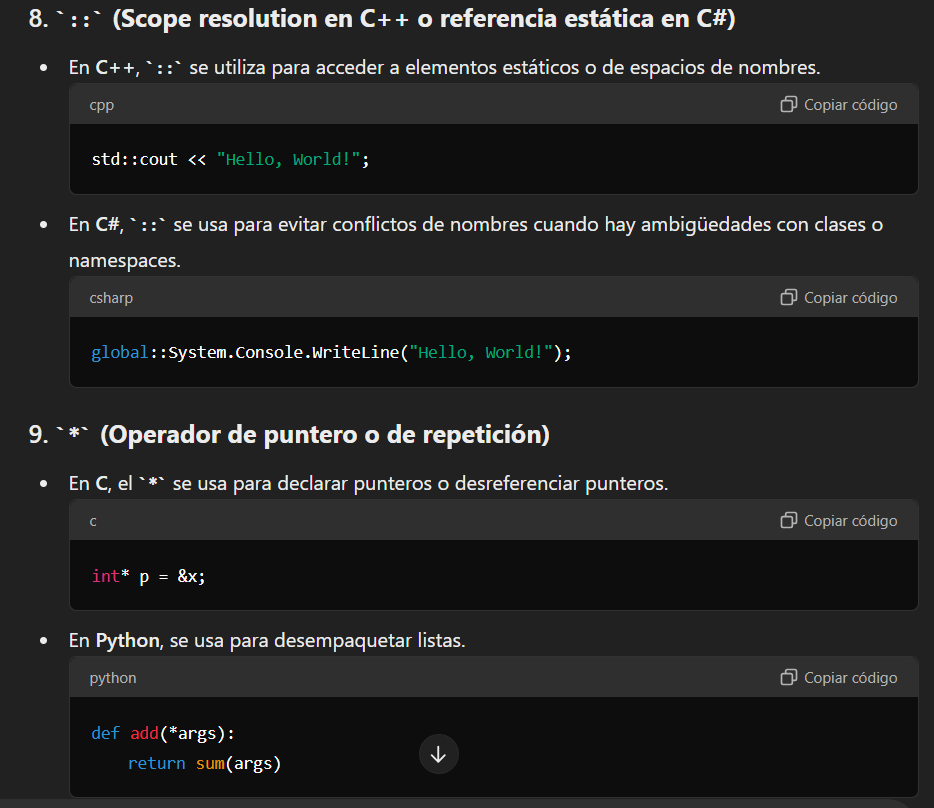 8. `::` (Scope resolution en C++ o referencia estática en C#)
En C++, `::` se utiliza para acceder a elementos estáticos o de espacios de nombres.
cpp Copiar código
std::cout << "Hello, World!";
En C#, `::` se usa para evitar conflictos de nombres cuando hay ambigüedades con clases o
namespaces.
csharp Copiar código
global::System.Console.WriteLine("Hello, World!");
9. `*` (Operador de puntero o de repetición)
En C, el `*` se usa para declarar punteros o desreferenciar punteros.
c Copiar código
int* p = &x;
En Python, se usa para desempaquetar listas.
python Copiar código
def add(*args):
    return sum(args)